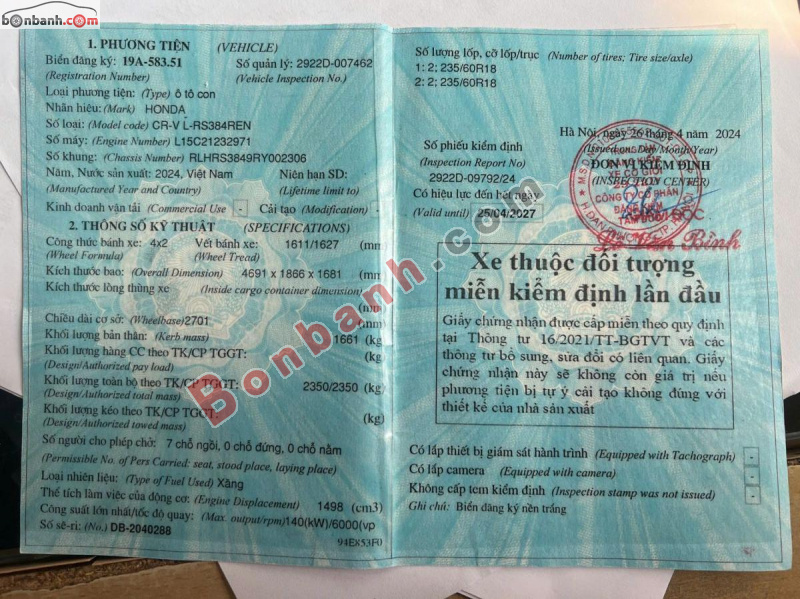 bonbanh.com
1. PHƯƠNG TIỆN (VEHICLE)
Biển đăng ký: 19A-583.51 Số quản lý: 2922D-007462
(Registration Number) (Vehicle Inspection No.)
Loại phương tiện: (Type) ô tô con
Nhãn hiệu: (Mark) HONDA
Số loại: (Model code) CR-V L-RS384REN
Số máy: (Engine Number) L15C21232971
Số khung: (Chassis Number) RLHRS3849RY002306
Năm, Nước sản xuất: 2024, Việt Nam Niên hạn SD:
(Manufactured Year and Country) (Lifetime limit to)
Kinh doanh vận tải (Commercial Use - Cải tạo (Modification) -
2. THÔNG SỐ KỸ THUẬT (SPECIFICATIONS)
Công thức bánh xe: 4x2 Vết bánh xe: 1611/1627 (mm
(Wheel Formula) (Wheel Tread)
Kích thước bao: (Overall Dimension) 4691 x 1866 x 1681 (mm)
Kích thước lòng thùng xe (Inside cargo container dimension)
(mm)
Chiều dài cơ sở: (Wheelbase) 2701 (mm)
Khối lượng bản thân: (Kerb mass) 1661 (kg)
Khối lượng hàng CC theo TK/CP TGGT: (kg)
(Design/Authorized pay load)
Khối lượng toàn bộ theo TK/CP TGGT: 2350/2350 (kg)
(Design/Authorized total mass)
Khối lượng kéo theo TK/CP TGGT: (kg)
(Design/Authorized towed mass)
Số người cho phép chở: 7 chỗ ngồi, 0 chỗ đứng, 0 chỗ nằm
(Permissible No. of Pers Carried: seat, stood place, laying place)
Loại nhiên liệu: (Type of Fuel Used) Xăng
Thể tích làm việc của động cơ: (Engine Displacement) 1498 (cm3)
Công suất lớn nhất/tốc độ quay: (Max. output/rpm) 140(kW)/6000(vp
Số sê-ri: (No.) DB-2040288
94E853F0
Số lượng lốp, cỡ lốp/trục (Number of tires; Tire size/axle)
1: 2; 235/60R18
2: 2; 235/60R18
Hà Nội, ngày 26 tháng 4 năm 2024
Số phiếu kiểm định (Issued on: Day/Month/Year)
(Inspection Report No) ĐƠN VỊ KIỂM ĐỊNH
2922D-09792/24 (INSPECTION CENTER)
Có hiệu lực đến hết ngày
(Valid until) 25/04/2027
XE CƠ GIỚI
CÔNG TY CỔ PHẦN
ĐĂNG KIỂM
Bình
Xe thuộc đối tượng
miễn kiểm định lần đầu
Giấy chứng nhận được cấp miễn theo quy định
tại Thông tư 16/2021/TT-BGTVT và các
thông tư bổ sung, sửa đổi có liên quan. Giấy
chứng nhận này sẽ không còn giá trị nếu
phương tiện bị tự ý cải tạo không đúng với
thiết kế của nhà sản xuất
Có lắp thiết bị giám sát hành trình (Equipped with Tachograph) -
Có lắp camera (Equipped with camera) -
Không cấp tem kiểm định (Inspection stamp was not issued) -
Ghi chú: Biển đăng ký nền trắng
Bonbanh.com